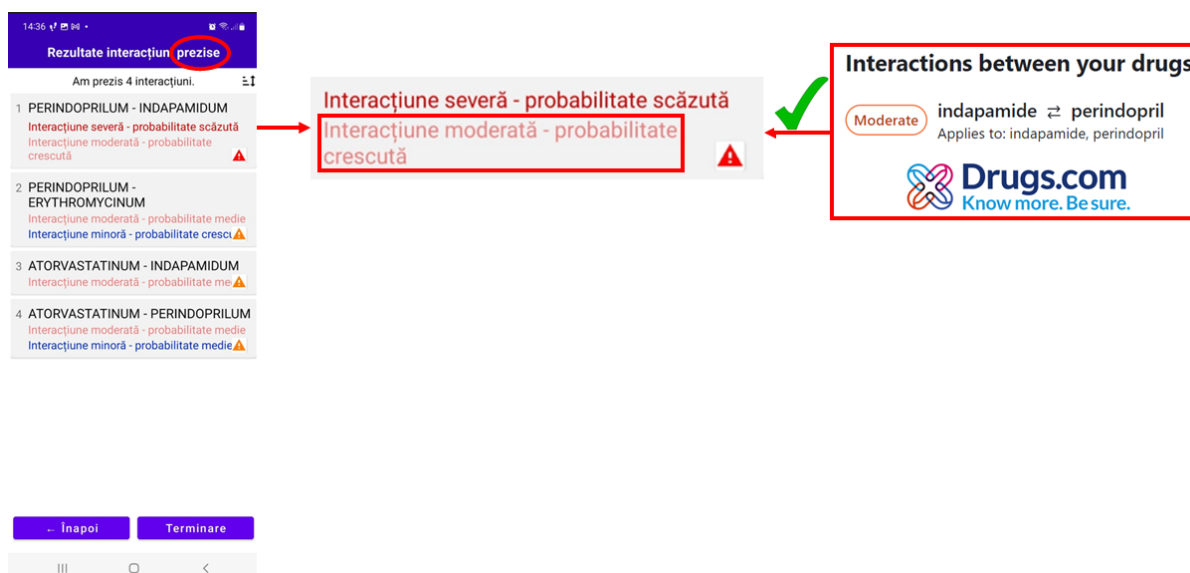 14:36
Rezultate interacțiuni prezise
Am prezis 4 interacțiuni.
1 PERINDOPRILUM - INDAPAMIDUM
Interacțiune severă - probabilitate scăzută
Interacțiune moderată - probabilitate
crescută
2 PERINDOPRILUM -
ERYTHROMYCINUM
Interacțiune moderată - probabilitate medie
Interacțiune minoră - probabilitate crescu
3 ATORVASTATINUM - INDAPAMIDUM
Interacțiune moderată - probabilitate me
4 ATORVASTATINUM - PERINDOPRILUM
Interacțiune moderată - probabilitate medie
Interacțiune minoră - probabilitate medie
← Înapoi
Terminare
Interacțiune severă - probabilitate scăzută
Interacțiune moderată - probabilitate
crescută
Interactions between your drugs
Moderate
indapamide ⇄ perindopril
Applies to: indapamide, perindopril
Drugs.com
Know more. Be sure.